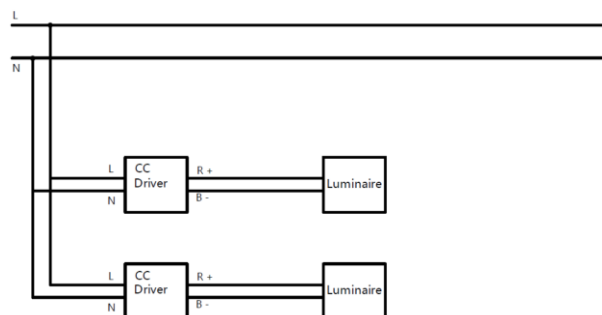 L
N
L
CC
Driver
N
R +
B -
Luminaire
L
CC
Driver
N
R +
B -
Luminaire